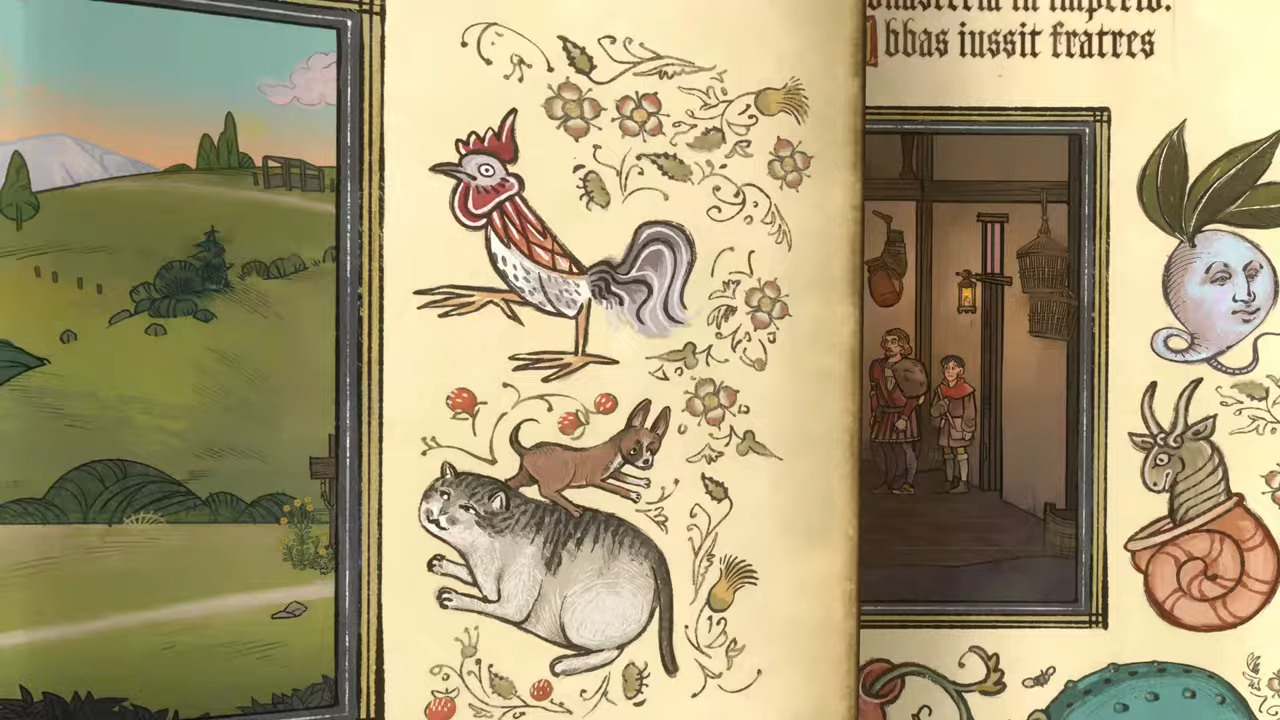 in imperio.
bbas iussit fratres